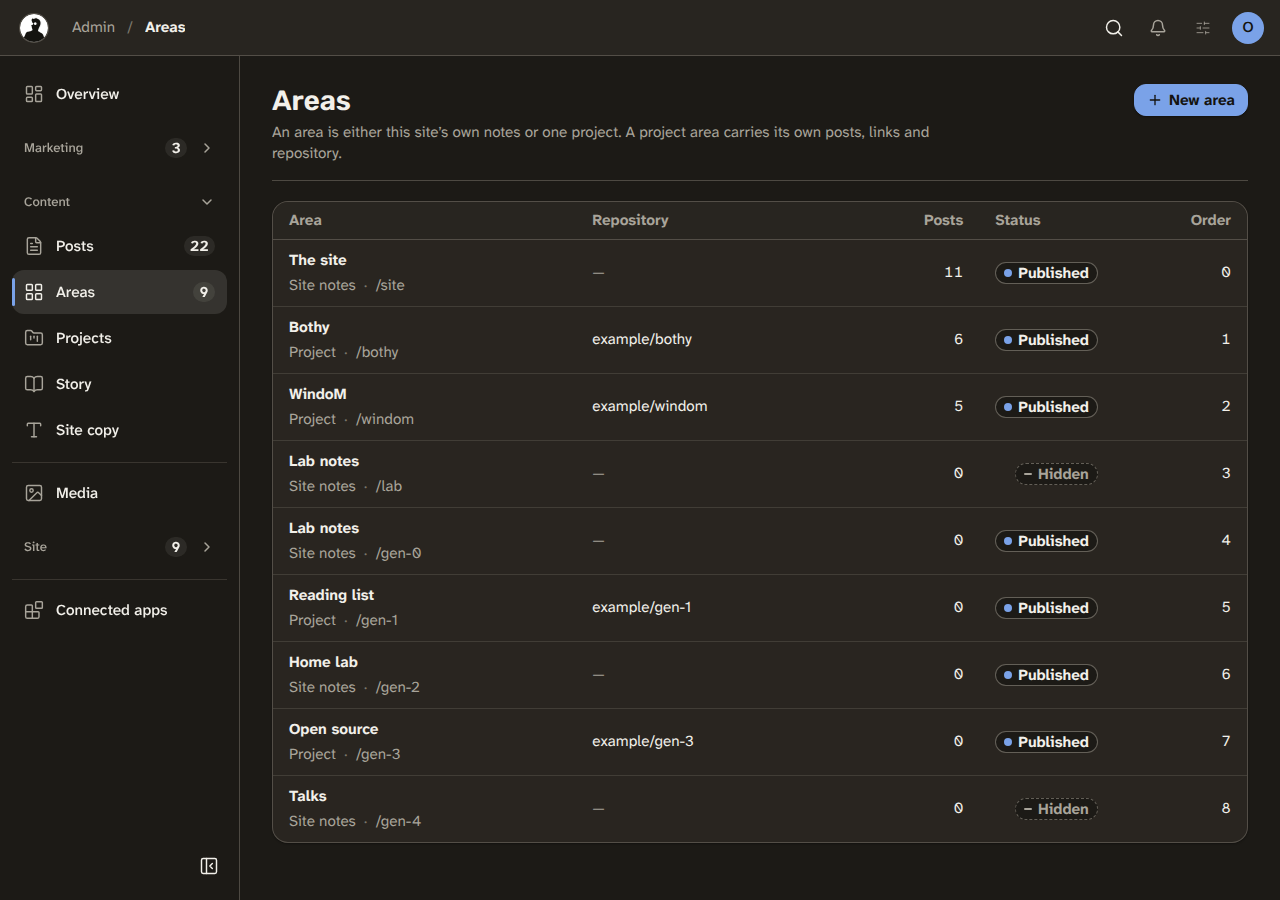 Admin / Areas
O
Overview
Marketing 3
Content
Posts 22
Areas 9
Projects
Story
Site copy
Media
Site 9
Connected apps
Areas
+ New area
An area is either this site’s own notes or one project. A project area carries its own posts, links and
repository.
Area Repository Posts Status Order
The site
Site notes · /site — 11 Published 0
Bothy
Project · /bothy example/bothy 6 Published 1
WindoM
Project · /windom example/windom 5 Published 2
Lab notes
Site notes · /lab — 0 – Hidden 3
Lab notes
Site notes · /gen-0 — 0 Published 4
Reading list
Project · /gen-1 example/gen-1 0 Published 5
Home lab
Site notes · /gen-2 — 0 Published 6
Open source
Project · /gen-3 example/gen-3 0 Published 7
Talks
Site notes · /gen-4 — 0 – Hidden 8